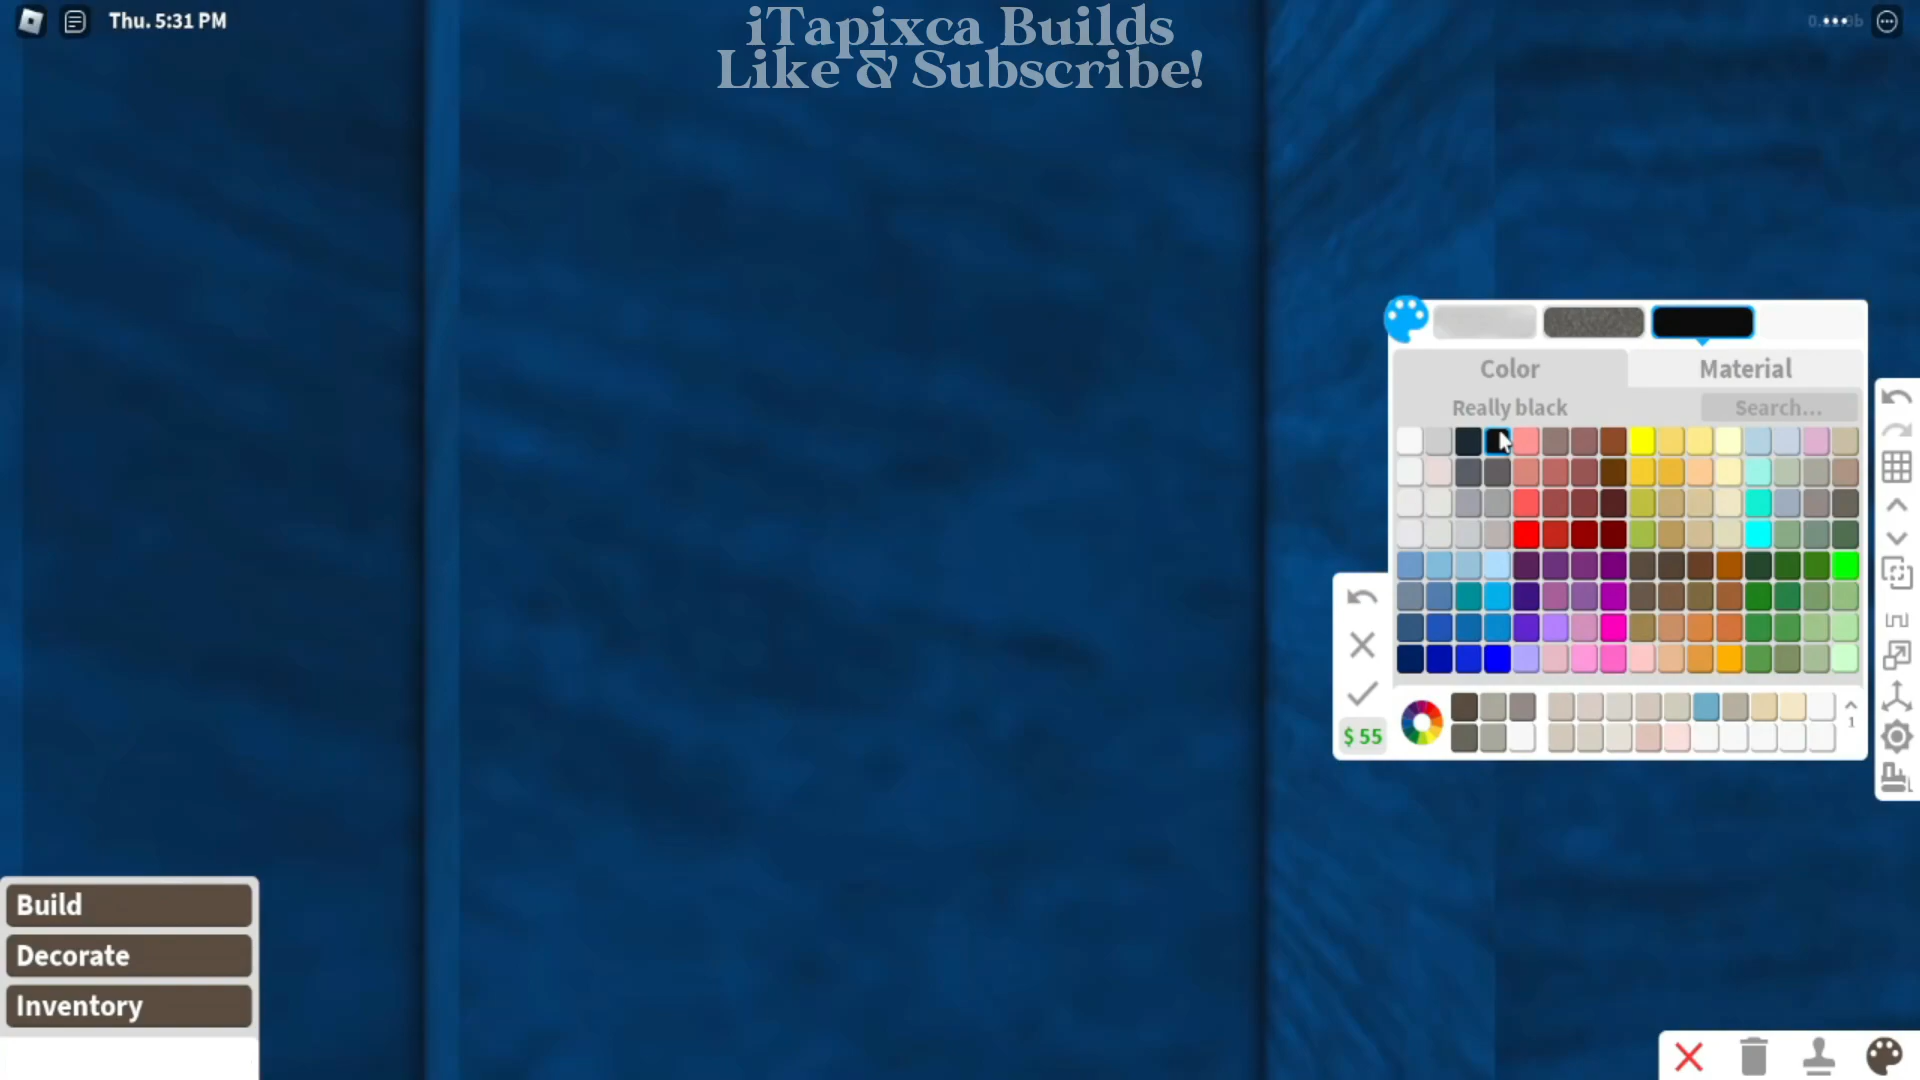 Thu. 5:31 PM
iTapixca Builds
Like & Subscribe!
Color
Material
Really black
Search...
$ 55
1
Build
Decorate
Inventory